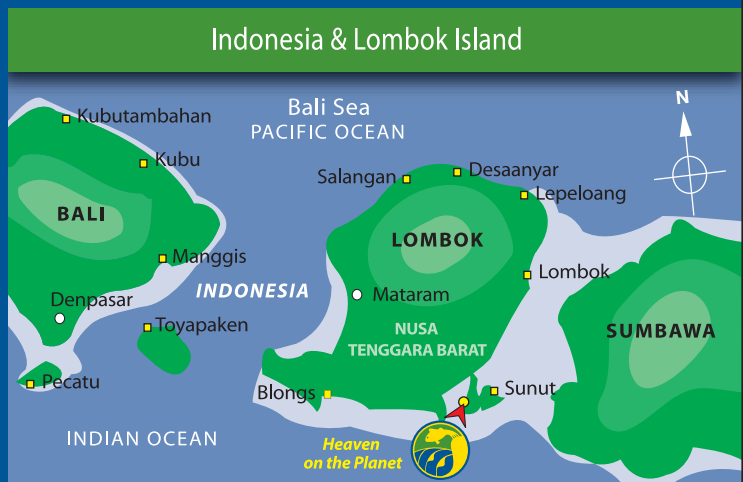 Indonesia & Lombok Island
Bali Sea
PACIFIC OCEAN
N
Kubutambahan
Kubu
Salangan
Desaanyar
Lepeloang
BALI
LOMBOK
Manggis
Lombok
INDONESIA
Denpasar
Mataram
Toyapaken
NUSA
TENGGARA BARAT
SUMBAWA
Pecatu
Blongs
Sunut
INDIAN OCEAN
Heaven
on the Planet